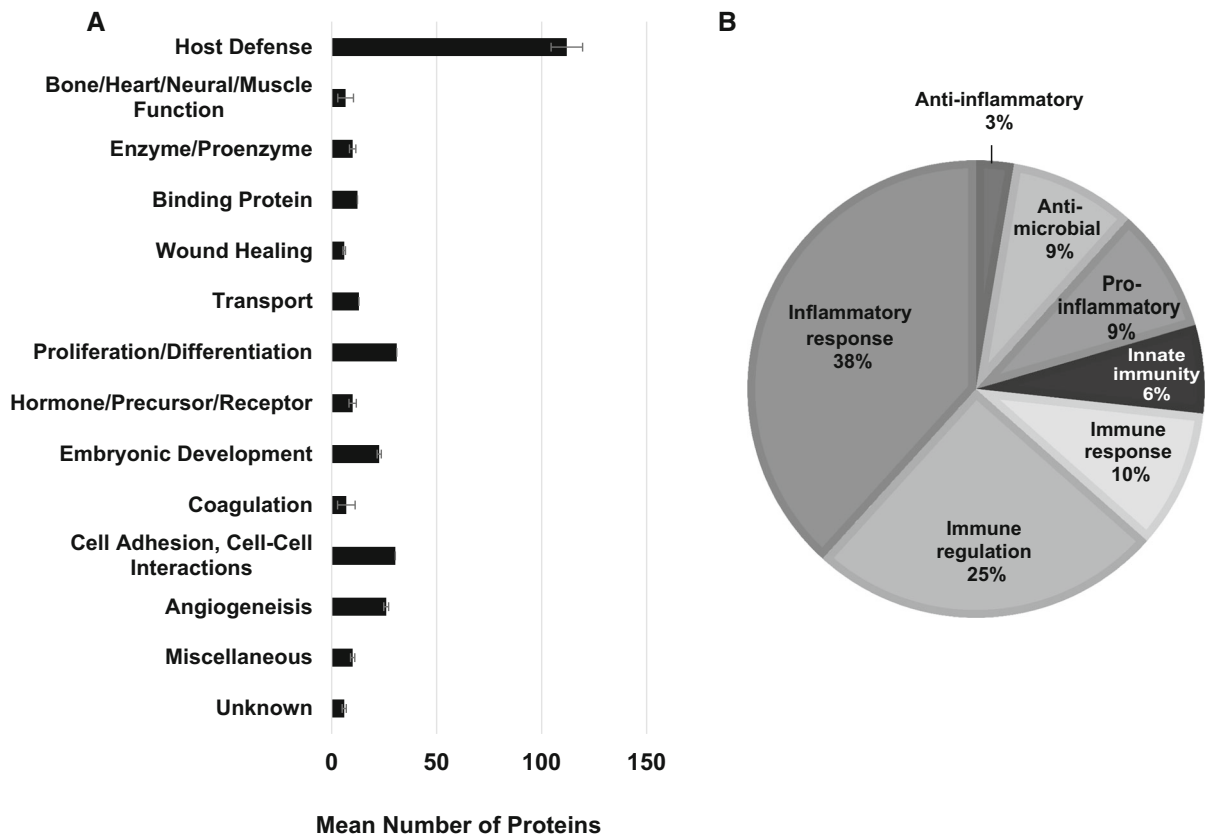 A
Host Defense
Bone/Heart/Neural/Muscle
Function
Enzyme/Proenzyme
Binding Protein
Wound Healing
Transport
Proliferation/Differentiation
Hormone/Precursor/Receptor
Embryonic Development
Coagulation
Cell Adhesion, Cell-Cell
Interactions
Angiogeneisis
Miscellaneous
Unknown
0 50 100 150
Mean Number of Proteins
B
Anti-inflammatory
3%
Anti-
microbial
9%
Pro-
inflammatory
9%
Innate
immunity
6%
Immune
response
10%
Immune
regulation
25%
Inflammatory
response
38%